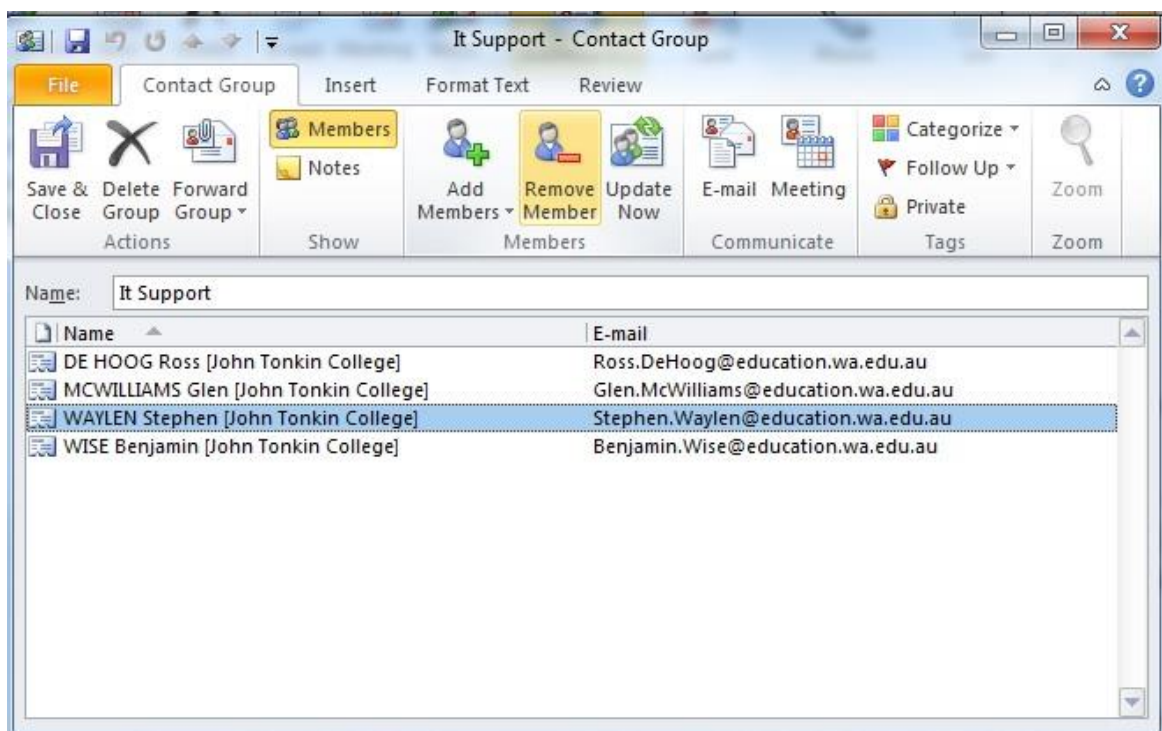 It Support - Contact Group
File Contact Group Insert Format Text Review
Members
Notes
Save & Close
Delete Group
Forward Group
Add Members
Remove Member
Update Now
E-mail
Meeting
Categorize
Follow Up
Private
Zoom
Actions Show Members Communicate Tags Zoom
Name: It Support
Name E-mail
DE HOOG Ross [John Tonkin College] Ross.DeHoog@education.wa.edu.au
MCWILLIAMS Glen [John Tonkin College] Glen.McWilliams@education.wa.edu.au
WAYLEN Stephen [John Tonkin College] Stephen.Waylen@education.wa.edu.au
WISE Benjamin [John Tonkin College] Benjamin.Wise@education.wa.edu.au